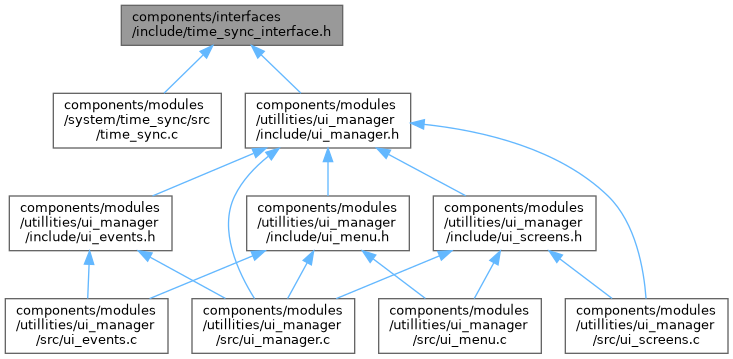 components/interfaces
/include/time_sync_interface.h
components/modules
/system/time_sync/src
/time_sync.c
components/modules
/utillities/ui_manager
/include/ui_manager.h
components/modules
/utillities/ui_manager
/include/ui_events.h
components/modules
/utillities/ui_manager
/include/ui_menu.h
components/modules
/utillities/ui_manager
/include/ui_screens.h
components/modules
/utillities/ui_manager
/src/ui_events.c
components/modules
/utillities/ui_manager
/src/ui_manager.c
components/modules
/utillities/ui_manager
/src/ui_menu.c
components/modules
/utillities/ui_manager
/src/ui_screens.c